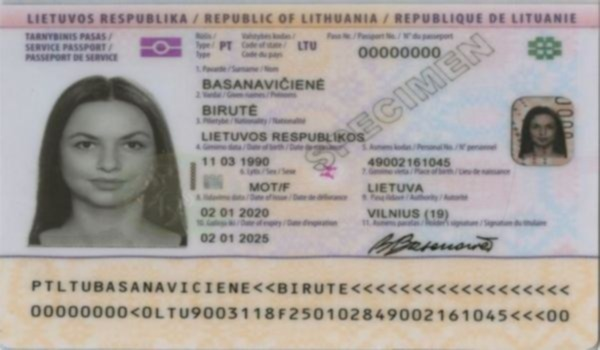 LIETUVOS RESPUBLIKA / REPUBLIC OF LITHUANIA / REPUBLIQUE DE LITUANIE
TARNYBINIS PASAS /
SERVICE PASSPORT /
PASSEPORT DE SERVICE
Rūšis / Valstybės kodas / Paso Nr. / Passport No. / N° du passeport
Type / PT Code of state / LTU 00000000
Type Code du pays
1. Pavardė / Surname / Nom
BASANAVIČIENĖ
2. Vardai / Given names / Prénoms
BIRUTĖ
3. Pilietybė / Nationality / Nationalité
LIETUVOS RESPUBLIKOS
4. Gimimo data / Date of birth / Date de naissance 5. Asmens kodas / Personal No. / N° personnel
11 03 1990 49002161045
6. Lytis / Sex / Sexe 7. Gimimo vieta / Place of birth / Lieu de naissance
MOT/F LIETUVA
8. Išdavimo data / Date of issue / Date de délivrance 9. Pasą išdavė / Authority / Autorité
02 01 2020 VILNIUS (19)
10. Galioja iki / Date of expiry / Date d'expiration 11. Asmens parašas / Holder's signature / Signature du titulaire
02 01 2025
SPECIMEN
PTLTUBASANAVICIENE<<BIRUTE<<<<<<<<<<<<<<<<<<
00000000<0LTU9003118F250102849002161045<<<00